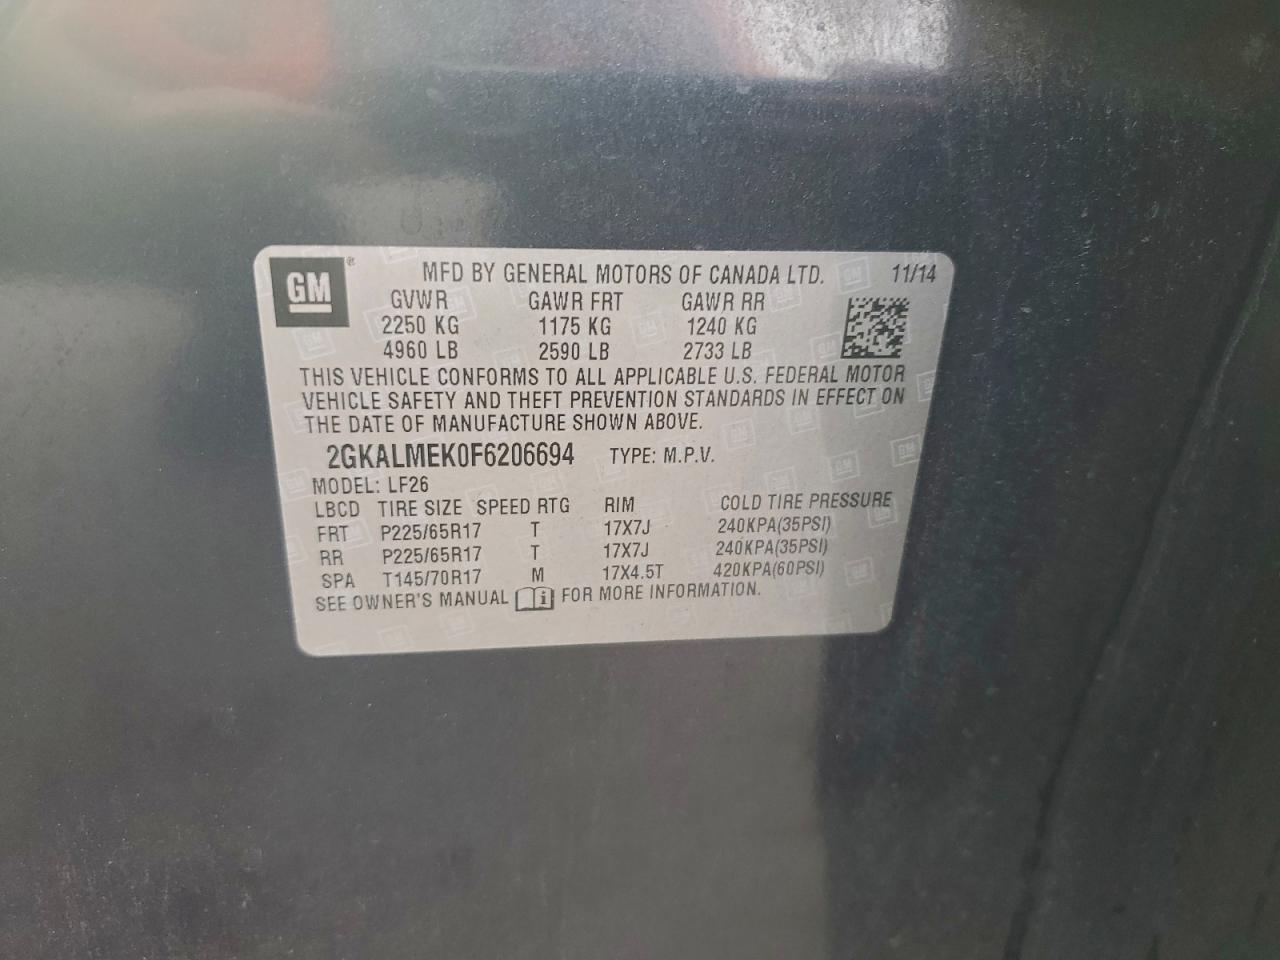 GM ® MFD BY GENERAL MOTORS OF CANADA LTD. 11/14
GVWR GAWR FRT GAWR RR
2250 KG 1175 KG 1240 KG
4960 LB 2590 LB 2733 LB
THIS VEHICLE CONFORMS TO ALL APPLICABLE U.S. FEDERAL MOTOR
VEHICLE SAFETY AND THEFT PREVENTION STANDARDS IN EFFECT ON
THE DATE OF MANUFACTURE SHOWN ABOVE.
2GKALMEK0F6206694 TYPE: M.P.V.
MODEL: LF26
LBCD TIRE SIZE SPEED RTG RIM COLD TIRE PRESSURE
FRT P225/65R17 T 17X7J 240KPA(35PSI)
RR P225/65R17 T 17X7J 240KPA(35PSI)
SPA T145/70R17 M 17X4.5T 420KPA(60PSI)
SEE OWNER'S MANUAL i FOR MORE INFORMATION.